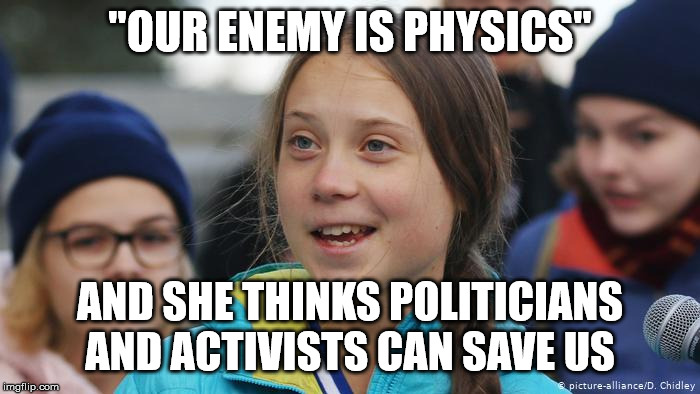 "OUR ENEMY IS PHYSICS"
AND SHE THINKS POLITICIANS
AND ACTIVISTS CAN SAVE US
imgflip.com
© picture-alliance/D. Chidley